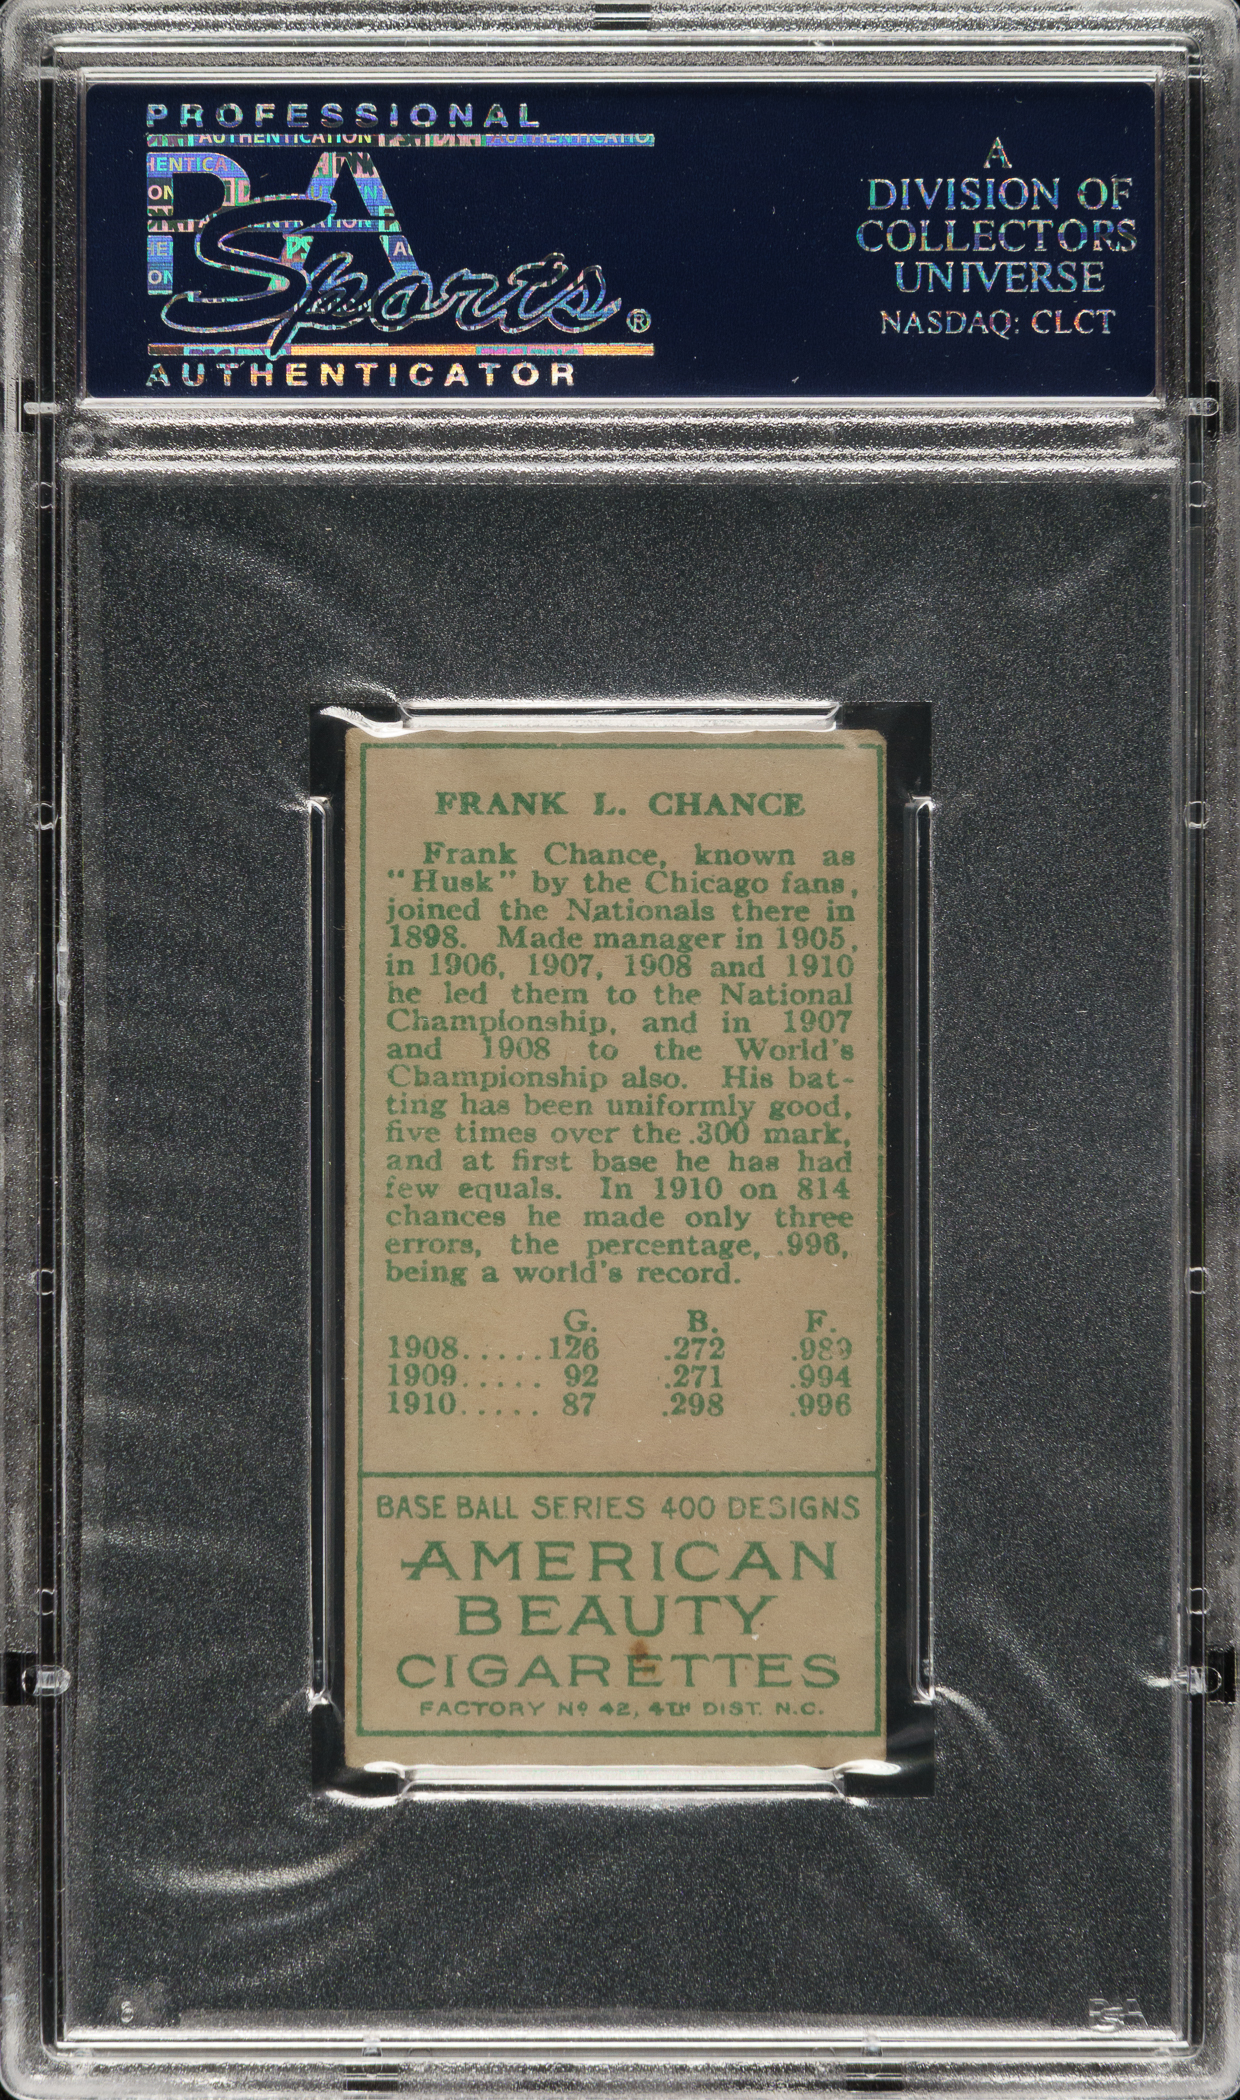 PROFESSIONAL
PSA
Sports®
AUTHENTICATOR
A
DIVISION OF
COLLECTORS
UNIVERSE
NASDAQ: CLCT
FRANK L. CHANCE
Frank Chance, known as
"Husk" by the Chicago fans,
joined the Nationals there in
1898. Made manager in 1905,
in 1906, 1907, 1908 and 1910
he led them to the National
Championship, and in 1907
and 1908 to the World's
Championship also. His bat-
ting has been uniformly good,
five times over the .300 mark,
and at first base he has had
few equals. In 1910 on 814
chances he made only three
errors, the percentage, .996,
being a world's record.
G. B. F.
1908.....126 .272 .989
1909..... 92 .271 .994
1910..... 87 .298 .996
BASE BALL SERIES 400 DESIGNS
AMERICAN
BEAUTY
CIGARETTES
FACTORY Nº 42, 4TH DIST. N.C.
PSA